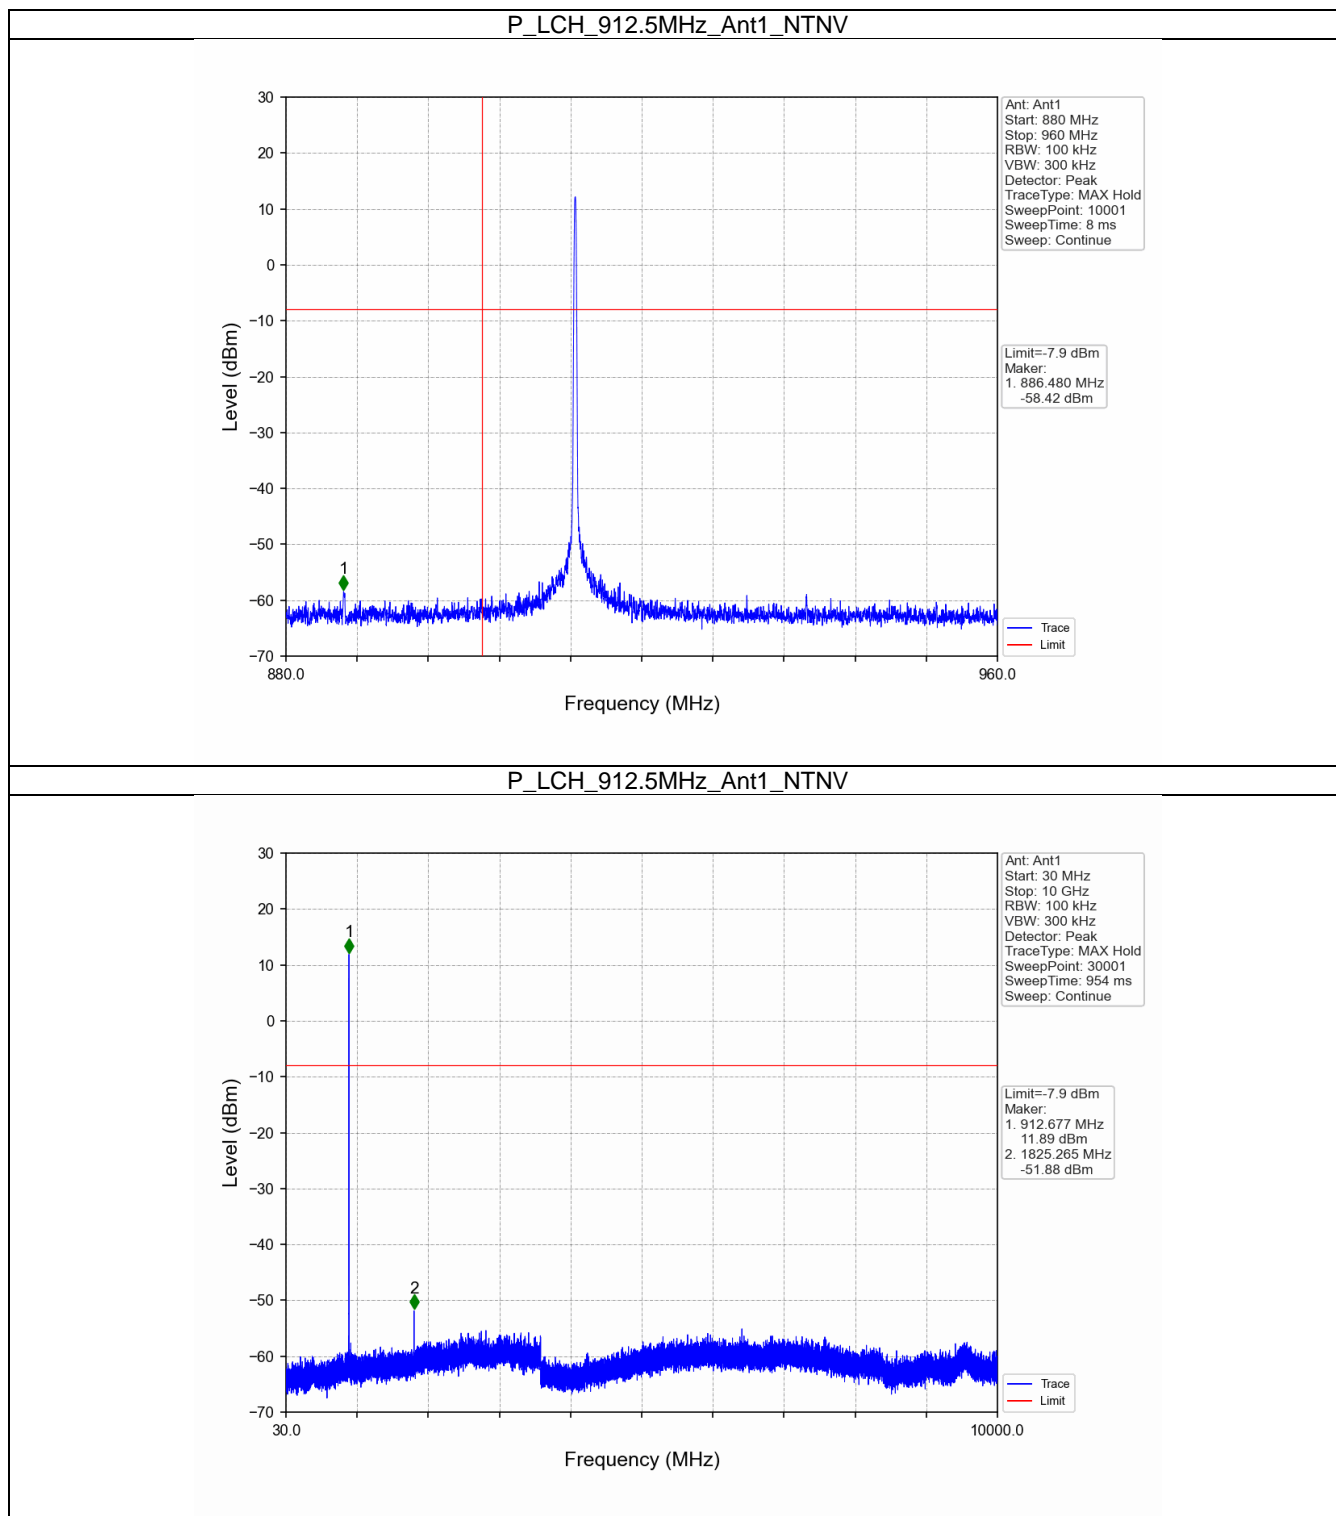 P_LCH_912.5MHz_Ant1_NTNV
30
20
10
0
−10
−20
−30
−40
−50
−60
−70
Level (dBm)
1
880.0
960.0
Frequency (MHz)
Ant: Ant1
Start: 880 MHz
Stop: 960 MHz
RBW: 100 kHz
VBW: 300 kHz
Detector: Peak
TraceType: MAX Hold
SweepPoint: 10001
SweepTime: 8 ms
Sweep: Continue
Limit=-7.9 dBm
Maker:
1. 886.480 MHz
-58.42 dBm
Trace
Limit
P_LCH_912.5MHz_Ant1_NTNV
30
20
10
0
−10
−20
−30
−40
−50
−60
−70
Level (dBm)
1
2
30.0
10000.0
Frequency (MHz)
Ant: Ant1
Start: 30 MHz
Stop: 10 GHz
RBW: 100 kHz
VBW: 300 kHz
Detector: Peak
TraceType: MAX Hold
SweepPoint: 30001
SweepTime: 954 ms
Sweep: Continue
Limit=-7.9 dBm
Maker:
1. 912.677 MHz
11.89 dBm
2. 1825.265 MHz
-51.88 dBm
Trace
Limit